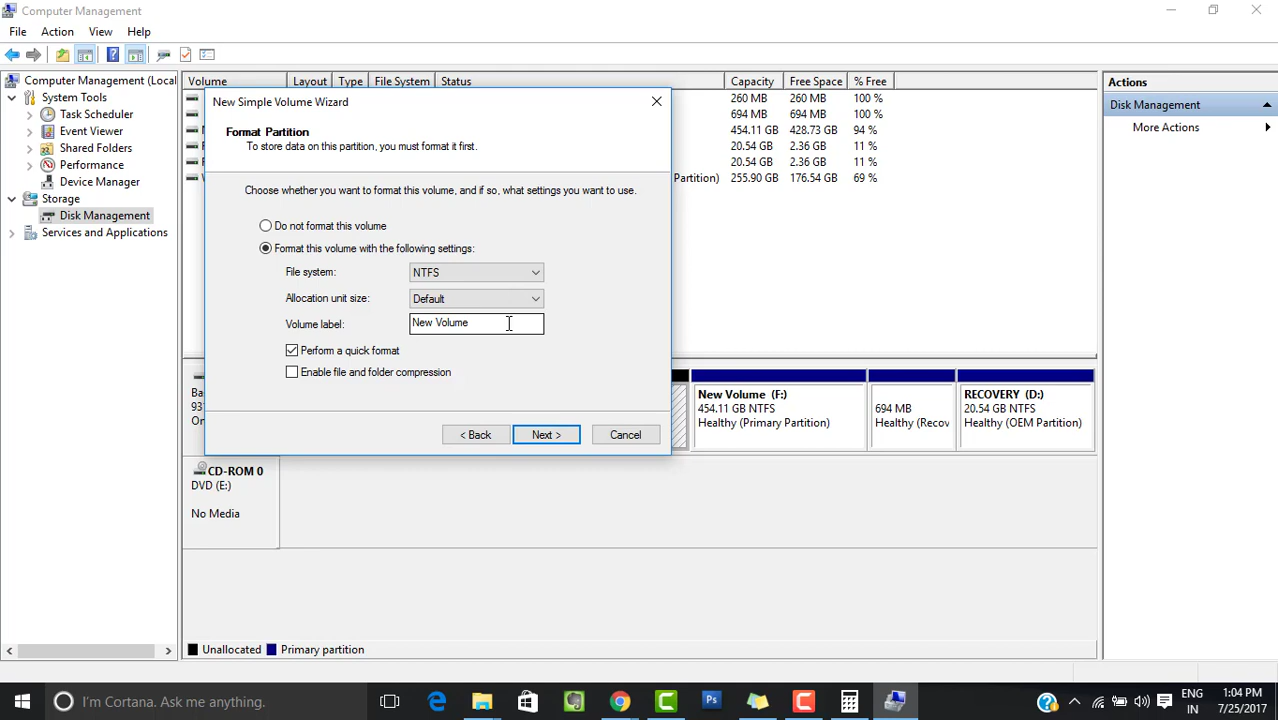 Computer Management
File Action View Help
Computer Management (Local
System Tools
Task Scheduler
Event Viewer
Shared Folders
Performance
Device Manager
Storage
Disk Management
Services and Applications
Volume Layout Type File System Status Capacity Free Space % Free
260 MB 260 MB 100 %
694 MB 694 MB 100 %
454.11 GB 428.73 GB 94 %
20.54 GB 2.36 GB 11 %
20.54 GB 2.36 GB 11 %
Partition) 255.90 GB 176.54 GB 69 %
Actions
Disk Management
More Actions
New Simple Volume Wizard
Format Partition
To store data on this partition, you must format it first.
Choose whether you want to format this volume, and if so, what settings you want to use.
Do not format this volume
Format this volume with the following settings:
File system: NTFS
Allocation unit size: Default
Volume label: New Volume
Perform a quick format
Enable file and folder compression
< Back Next > Cancel
Ba
93
On
New Volume (F:)
454.11 GB NTFS
Healthy (Primary Partition)
694 MB
Healthy (Recov
RECOVERY (D:)
20.54 GB NTFS
Healthy (OEM Partition)
CD-ROM 0
DVD (E:)
No Media
Unallocated Primary partition
I'm Cortana. Ask me anything.
Ps
ENG
IN
1:04 PM
7/25/2017